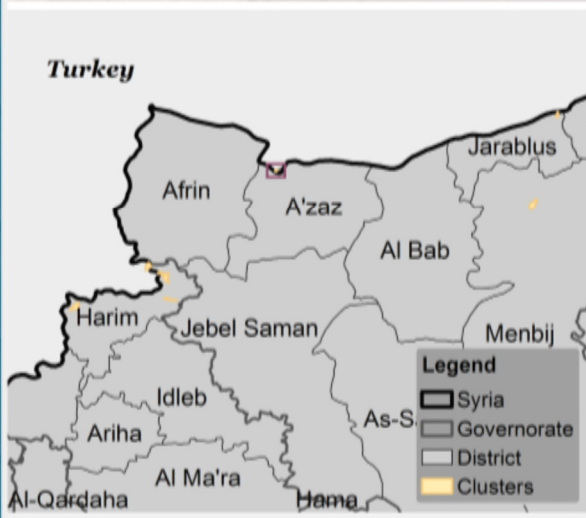 Turkey
Jarablus
Afrin
A'zaz
Al Bab
Harim
Jebel Saman
Menbij
Legend
Idleb
Syria
As-S
Governorate
Ariha
District
Al Ma'ra
Clusters
Al-Qardaha
Hama